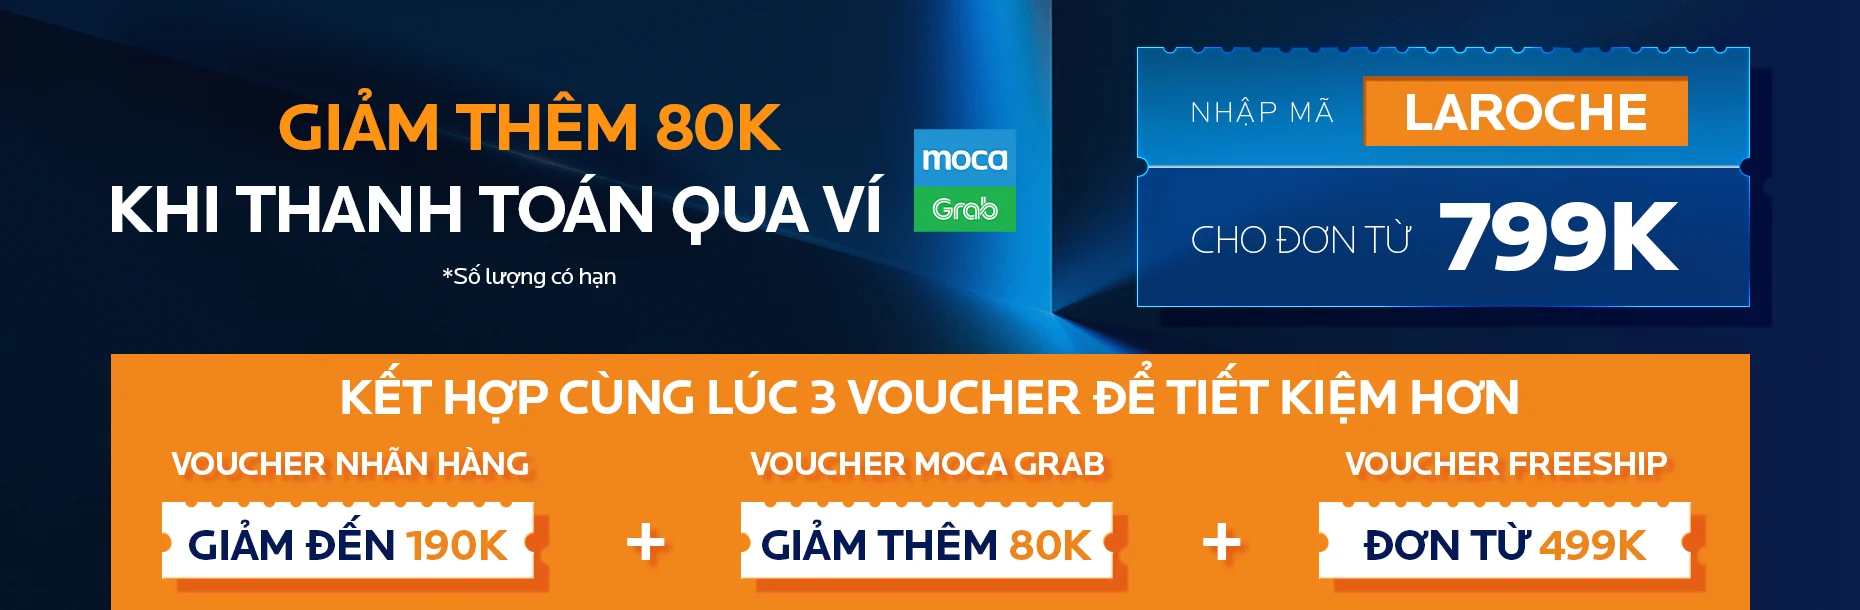 GIẢM THÊM 80K
KHI THANH TOÁN QUA VÍ
moca
Grab
*Số lượng có hạn
NHẬP MÃ LAROCHE
CHO ĐƠN TỪ 799K
KẾT HỢP CÙNG LÚC 3 VOUCHER ĐỂ TIẾT KIỆM HƠN
VOUCHER NHÃN HÀNG
GIẢM ĐẾN 190K
+
VOUCHER MOCA GRAB
GIẢM THÊM 80K
+
VOUCHER FREESHIP
ĐƠN TỪ 499K